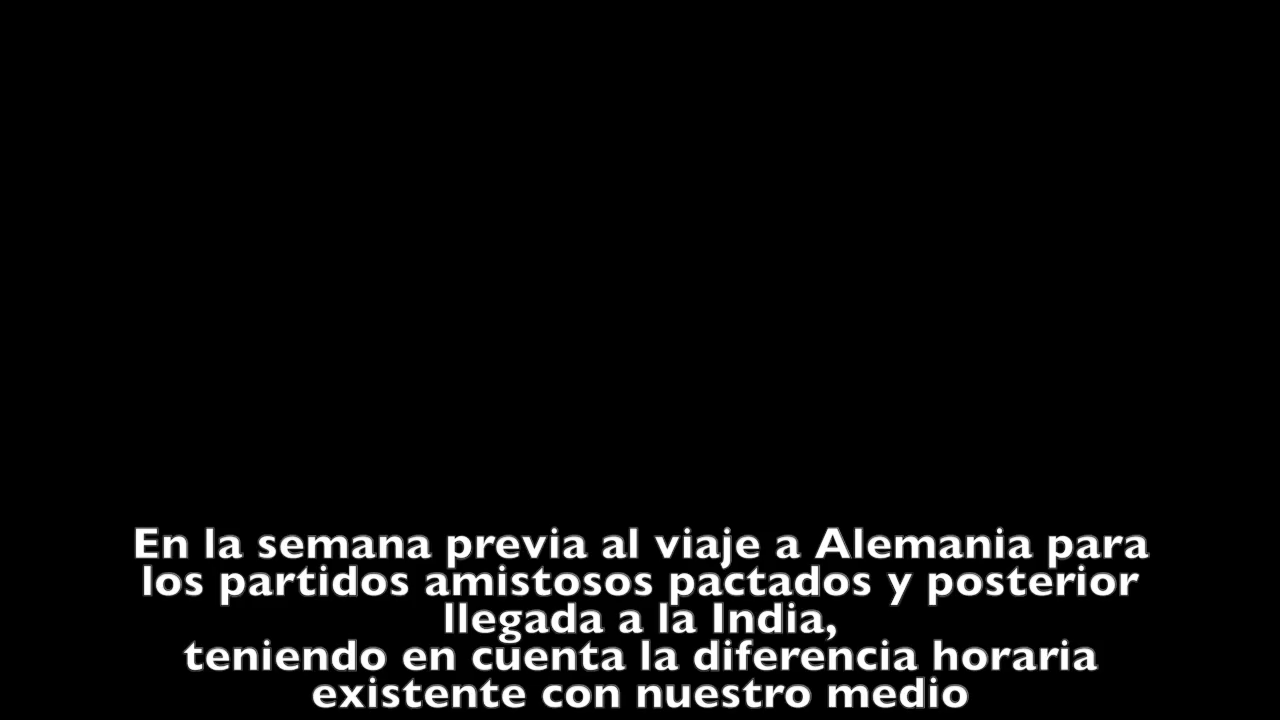 En la semana previa al viaje a Alemania para
los partidos amistosos pactados y posterior
llegada a la India,
teniendo en cuenta la diferencia horaria
existente con nuestro medio